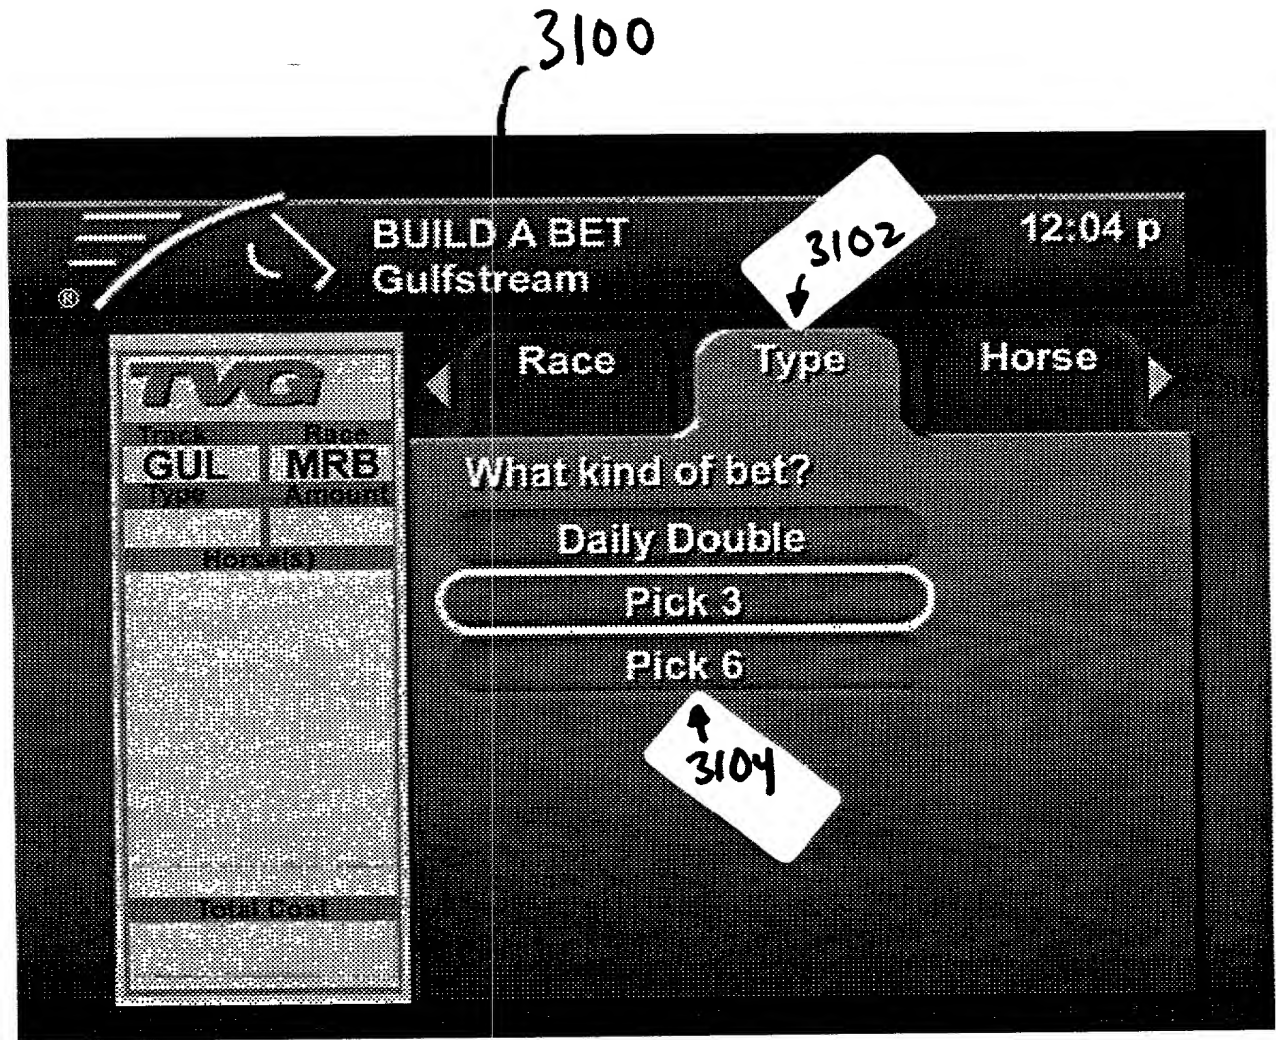 3100
BUILD A BET
Gulfstream
3102
12:04 p
®
Race
Type
Horse
TVG
Track Race
GUL MRB
Type Amount
Horse(s)
Total Cost
What kind of bet?
Daily Double
Pick 3
Pick 6
3104